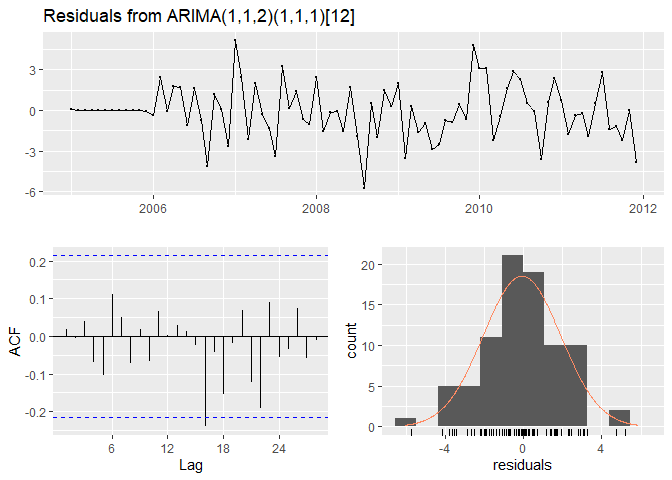 Residuals from ARIMA(1,1,2)(1,1,1)[12]
3
0
-3
-6
2006 2008 2010 2012
0.2
0.1
0.0
-0.1
-0.2
ACF
6 12 18 24
Lag
20
15
10
5
0
count
-4 0 4
residuals